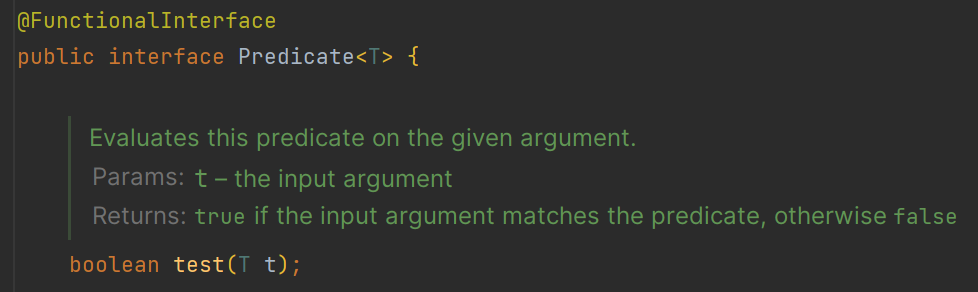 @FunctionalInterface
public interface Predicate<T> {
Evaluates this predicate on the given argument.
Params: t – the input argument
Returns: true if the input argument matches the predicate, otherwise false
boolean test(T t);